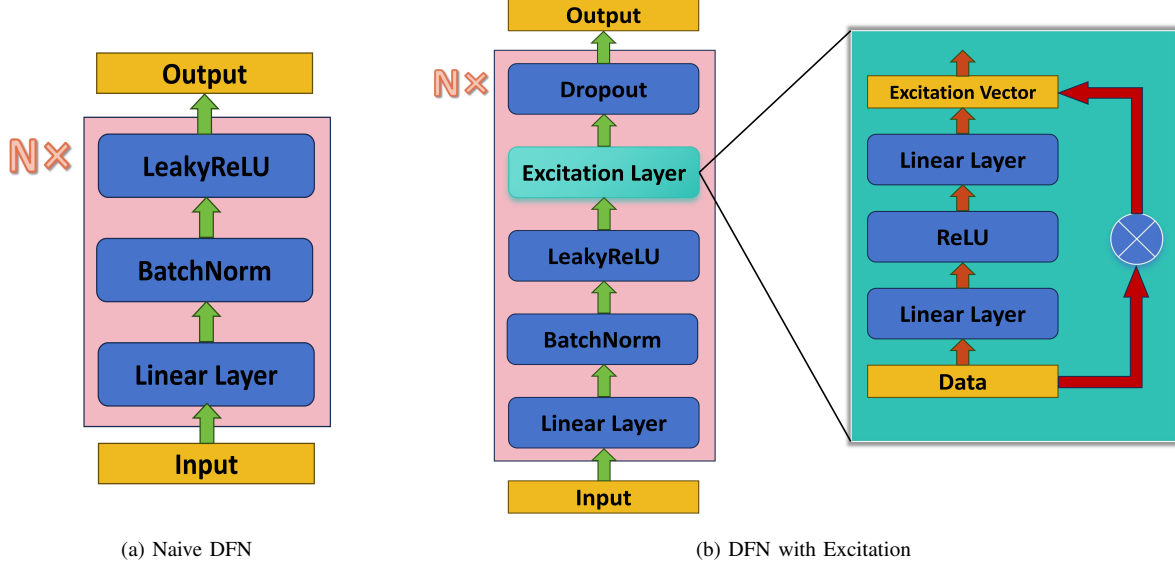 Output
N×
LeakyReLU
BatchNorm
Linear Layer
Input
(a) Naive DFN
Output
N×
Dropout
Excitation Layer
LeakyReLU
BatchNorm
Linear Layer
Input
Excitation Vector
Linear Layer
ReLU
Linear Layer
Data
(b) DFN with Excitation